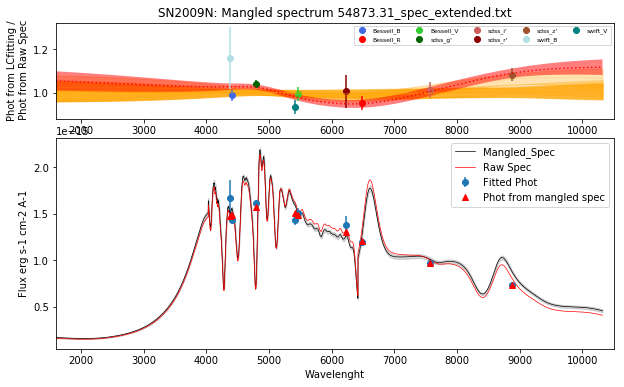 SN2009N: Mangled spectrum 54873.31_spec_extended.txt
Phot from LCfitting /
Phot from Raw Spec
1.2
1.0
Bessell_B
Bessell_R
Bessell_V
sdss_g'
sdss_i'
sdss_r'
sdss_z'
swift_B
swift_V
2000 3000 4000 5000 6000 7000 8000 9000 10000
1e−15
Flux erg s-1 cm-2 A-1
2.0
1.5
1.0
0.5
Mangled_Spec
Raw Spec
Fitted Phot
Phot from mangled spec
2000 3000 4000 5000 6000 7000 8000 9000 10000
Wavelenght